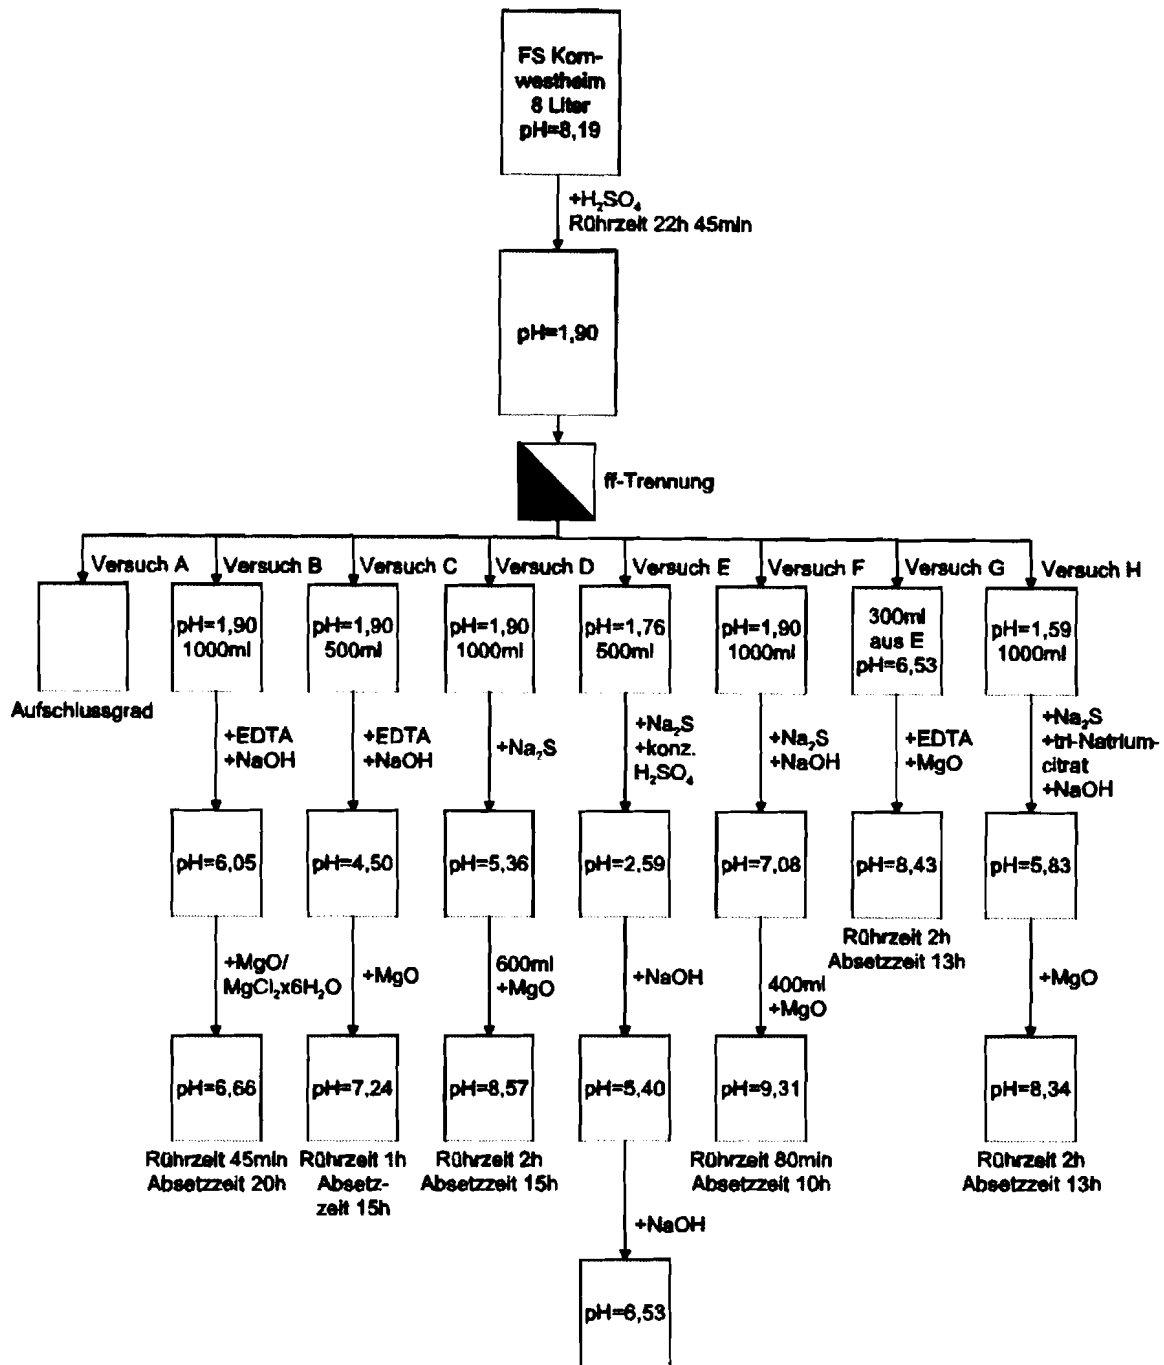 FS Korn-
westheim
8 Liter
pH=8,19
+H₂SO₄
Rührzeit 22h 45min
pH=1,90
ff-Trennung
Versuch A
Versuch B
Versuch C
Versuch D
Versuch E
Versuch F
Versuch G
Versuch H
Aufschlussgrad
pH=1,90
1000ml
+EDTA
+NaOH
pH=6,05
+MgO/
MgCl₂x6H₂O
pH=6,66
Rührzeit 45min
Absetzzeit 20h
pH=1,90
500ml
+EDTA
+NaOH
pH=4,50
+MgO
pH=7,24
Rührzeit 1h
Absetz-
zeit 15h
pH=1,90
1000ml
+Na₂S
pH=5,36
600ml
+MgO
pH=8,57
Rührzeit 2h
Absetzzeit 15h
pH=1,76
500ml
+Na₂S
+konz.
H₂SO₄
pH=2,59
+NaOH
pH=5,40
+NaOH
pH=6,53
pH=1,90
1000ml
+Na₂S
+NaOH
pH=7,08
400ml
+MgO
pH=9,31
Rührzeit 80min
Absetzzeit 10h
300ml
aus E
pH=6,53
+EDTA
+MgO
pH=8,43
Rührzeit 2h
Absetzzeit 13h
pH=1,59
1000ml
+Na₂S
+tri-Natrium-
citrat
+NaOH
pH=5,83
+MgO
pH=8,34
Rührzeit 2h
Absetzzeit 13h